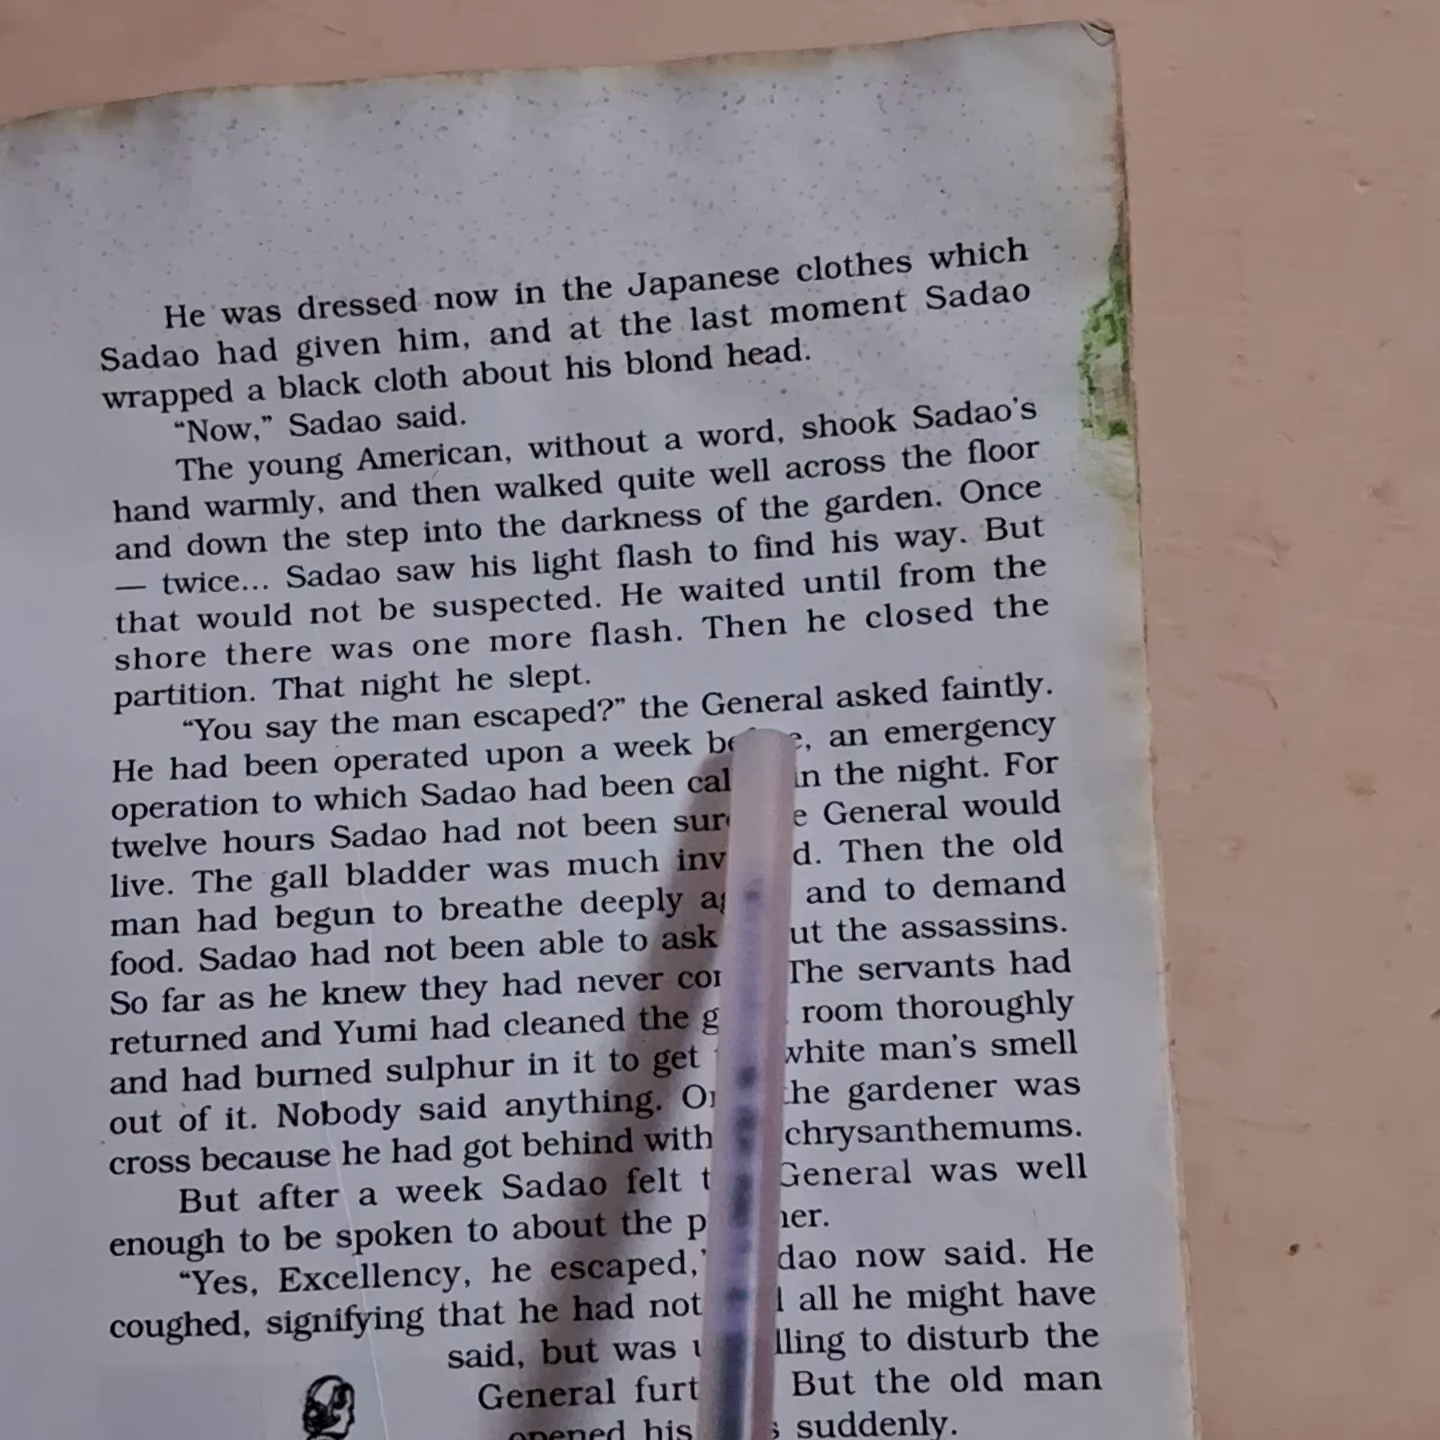 He was dressed now in the Japanese clothes which
Sadao had given him, and at the last moment Sadao
wrapped a black cloth about his blond head.
“Now,” Sadao said.
The young American, without a word, shook Sadao’s
hand warmly, and then walked quite well across the floor
and down the step into the darkness of the garden. Once
— twice... Sadao saw his light flash to find his way. But
that would not be suspected. He waited until from the
shore there was one more flash. Then he closed the
partition. That night he slept.
“You say the man escaped?” the General asked faintly.
He had been operated upon a week an emergency
operation to which Sadao had been in the night. For
twelve hours Sadao had not been General would
live. The gall bladder was much Then the old
man had begun to breathe deeply and to demand
food. Sadao had not been able to ask the assassins.
So far as he knew they had never The servants had
returned and Yumi had cleaned the room thoroughly
and had burned sulphur in it to get white man’s smell
out of it. Nobody said anything. the gardener was
cross because he had got behind with chrysanthemums.
But after a week Sadao felt General was well
enough to be spoken to about the
“Yes, Excellency, he escaped,” now said. He
coughed, signifying that he had not all he might have
said, but was to disturb the
General But the old man
opened his suddenly.